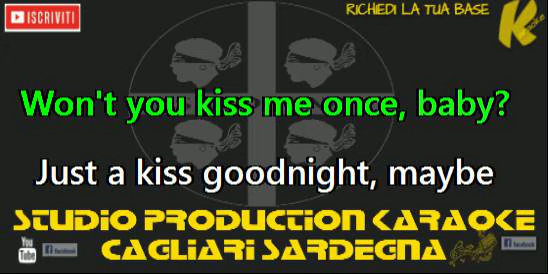 ISCRIVITI
RICHIEDI LA TUA BASE
Karaoke
Won't you kiss me once, baby?
Just a kiss goodnight, maybe
STUDIO PRODUCTION KARAOKE
CAGLIARI SARDEGNA
You Tube
facebook
facebook